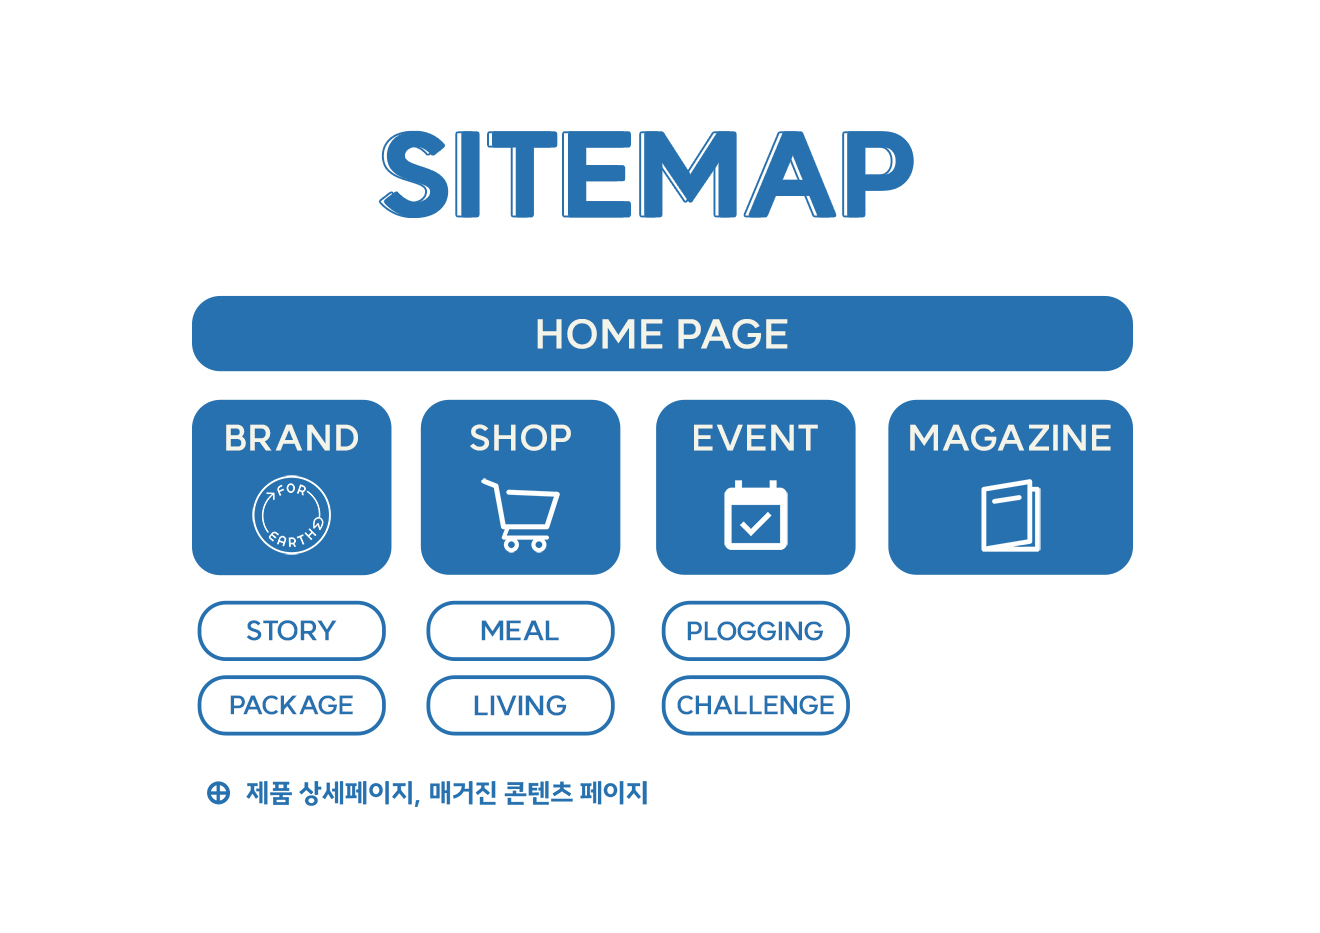 SITEMAP
HOME PAGE
BRAND SHOP EVENT MAGAZINE
FOR
EARTH
STORY MEAL PLOGGING
PACKAGE LIVING CHALLENGE
제품 상세페이지, 매거진 콘텐츠 페이지